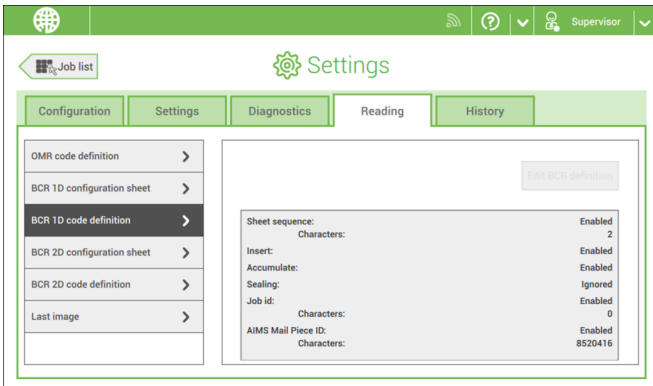 Supervisor
Job list
Settings
Configuration
Settings
Diagnostics
Reading
History
OMR code definition
BCR 1D configuration sheet
BCR 1D code definition
BCR 2D configuration sheet
BCR 2D code definition
Last image
Edit BCR definition
Sheet sequence: Enabled
Characters: 2
Insert: Enabled
Accumulate: Enabled
Sealing: Ignored
Job id: Enabled
Characters: 0
AIMS Mail Piece ID: Enabled
Characters: 8520416